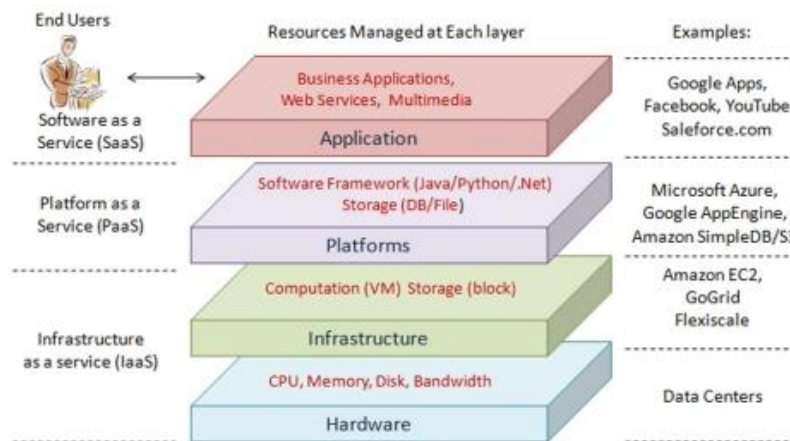 End Users
Resources Managed at Each layer
Examples:
Business Applications,
Web Services, Multimedia
Application
Software as a
Service (SaaS)
Google Apps,
Facebook, YouTube
Saleforce.com
Platform as a
Service (PaaS)
Software Framework (Java/Python/.Net)
Storage (DB/File)
Platforms
Microsoft Azure,
Google AppEngine,
Amazon SimpleDB/S3
Infrastructure
as a service (IaaS)
Computation (VM) Storage (block)
Infrastructure
Amazon EC2,
GoGrid
Flexiscale
CPU, Memory, Disk, Bandwidth
Hardware
Data Centers